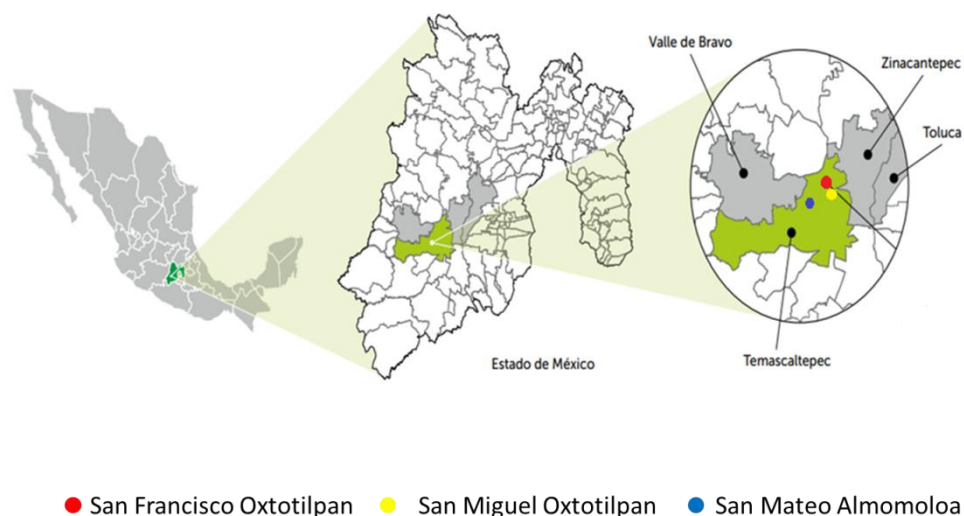 Valle de Bravo
Zinacantepec
Toluca
Estado de México
Temascaltepec
San Francisco Oxtotilpan
San Miguel Oxtotilpan
San Mateo Almomoloa